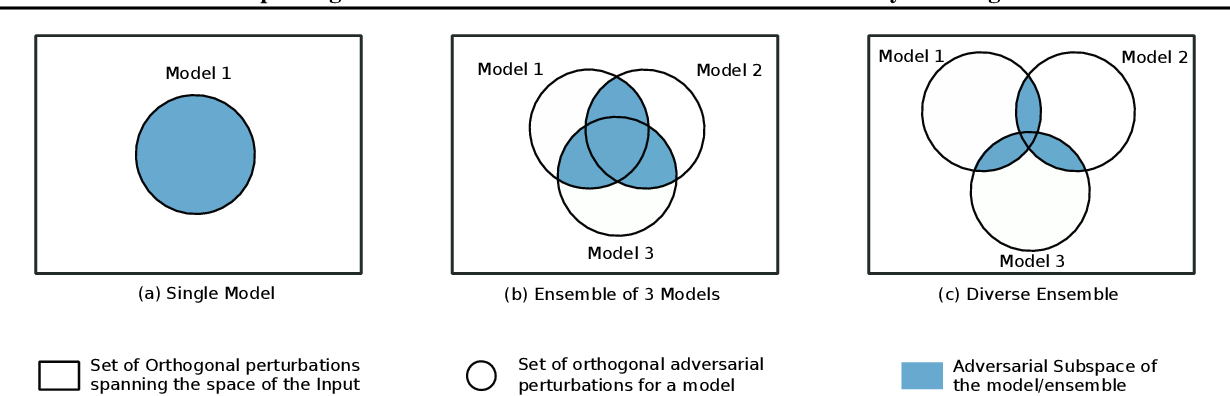 Model 1
(a) Single Model
Model 1
Model 2
Model 3
(b) Ensemble of 3 Models
Model 1
Model 2
Model 3
(c) Diverse Ensemble
Set of Orthogonal perturbations
spanning the space of the Input
Set of orthogonal adversarial
perturbations for a model
Adversarial Subspace of
the model/ensemble